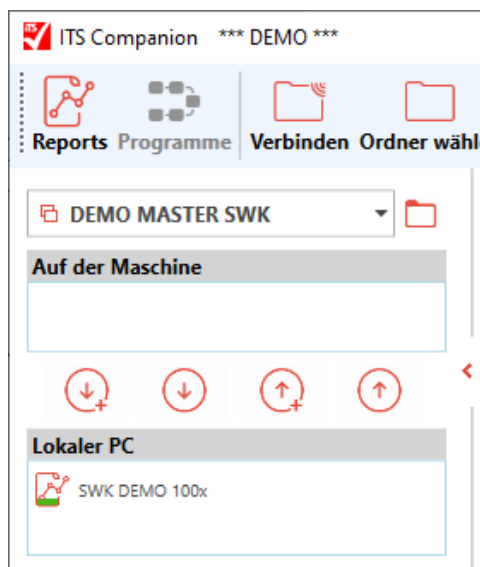 ITS Companion *** DEMO ***
Reports Programme Verbinden Ordner wähl
DEMO MASTER SWK
Auf der Maschine
Lokaler PC
SWK DEMO 100x